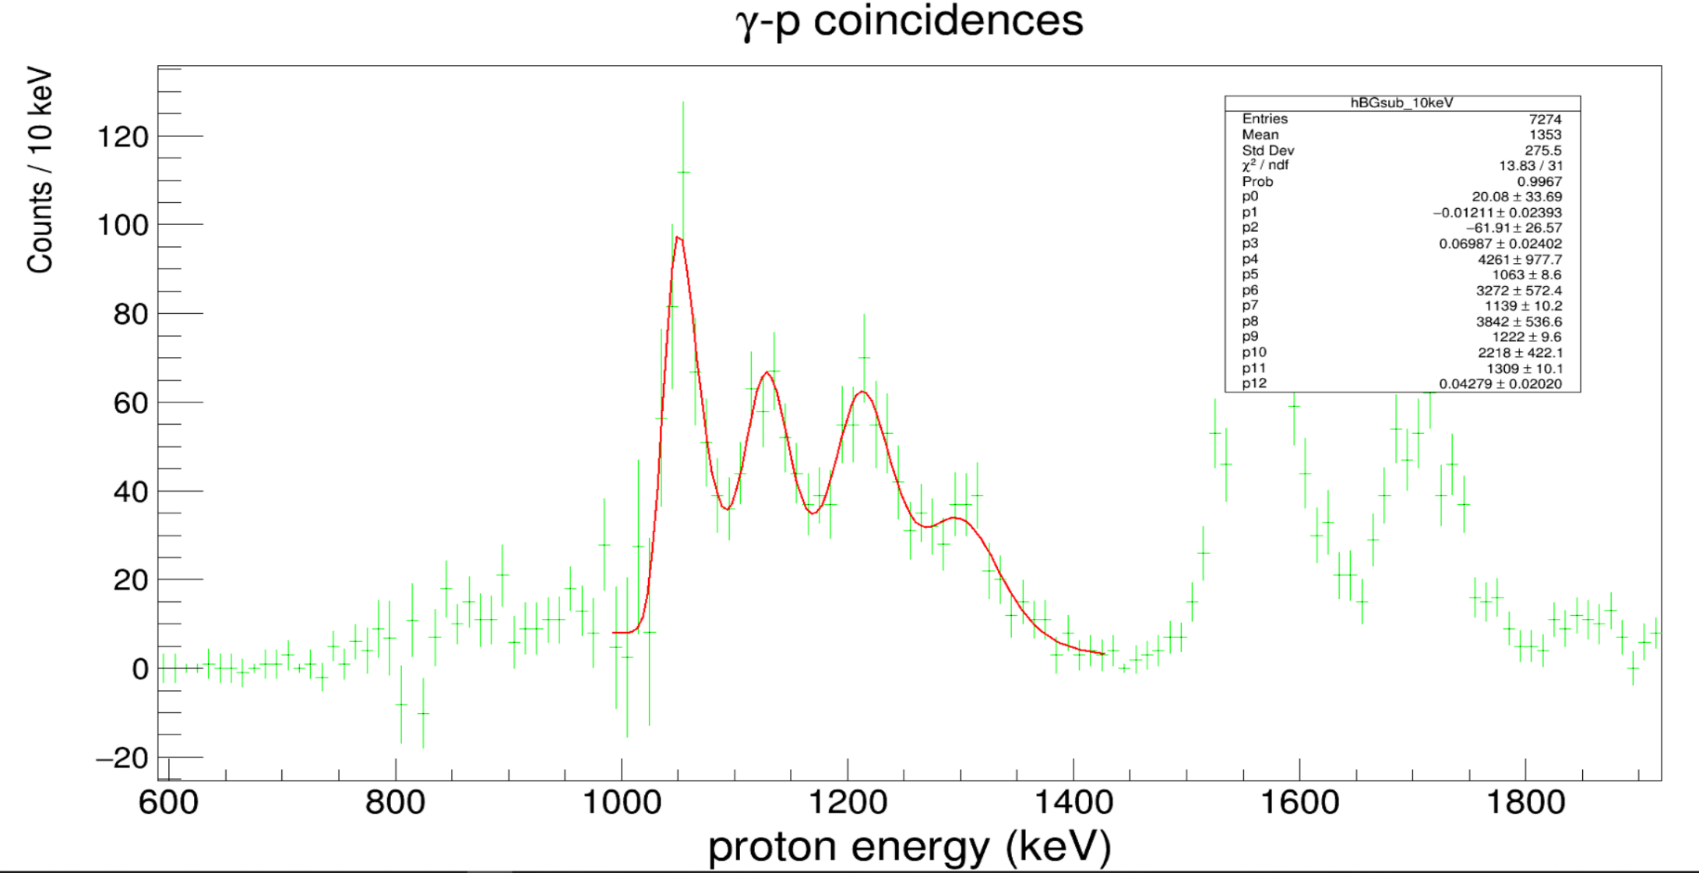 γ-p coincidences
Counts / 10 keV
120
100
80
60
40
20
0
−20
600 800 1000 1200 1400 1600 1800
proton energy (keV)
hBGsub_10keV
Entries 7274
Mean 1353
Std Dev 275.5
χ² / ndf 13.83 / 31
Prob 0.9967
p0 20.08 ± 33.69
p1 −0.01211 ± 0.02393
p2 −61.91 ± 26.57
p3 0.06987 ± 0.02402
p4 4261 ± 977.7
p5 1063 ± 8.6
p6 3272 ± 572.4
p7 1139 ± 10.2
p8 3842 ± 536.6
p9 1222 ± 9.6
p10 2218 ± 422.1
p11 1309 ± 10.1
p12 0.04279 ± 0.02020